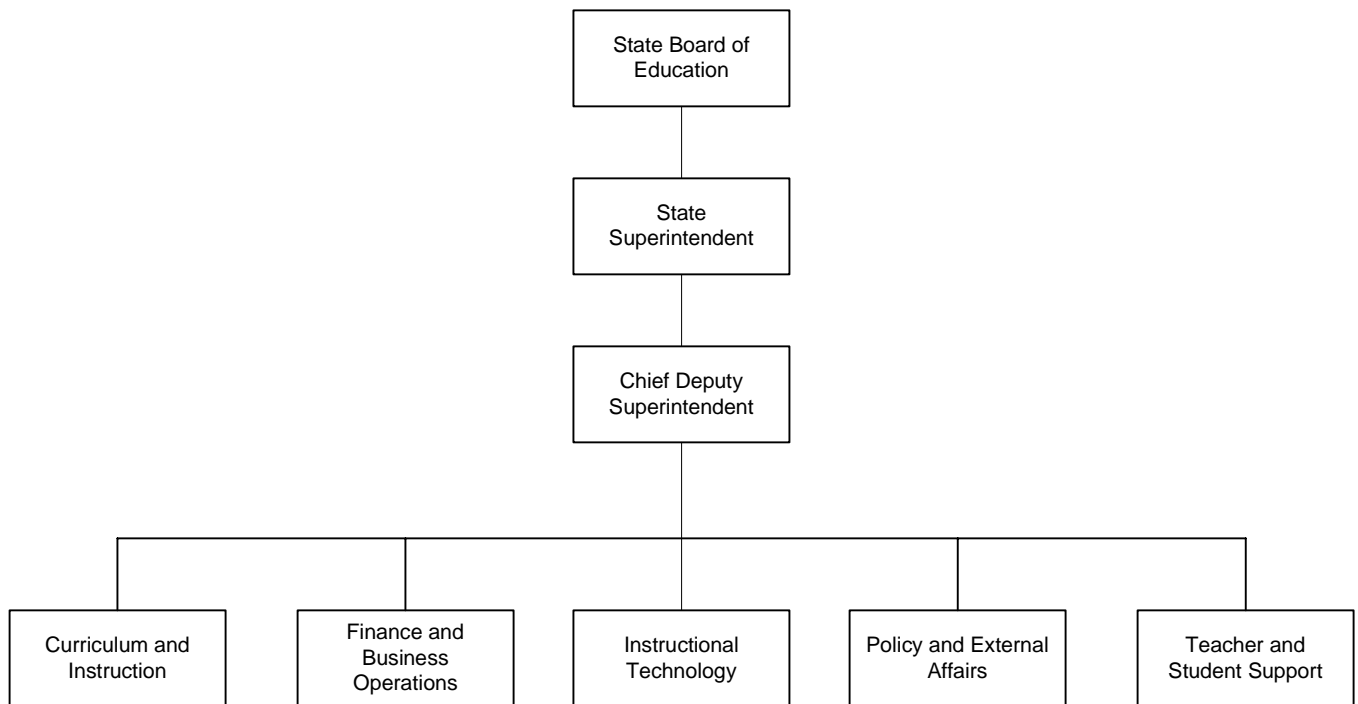 State Board of
Education
State
Superintendent
Chief Deputy
Superintendent
Curriculum and
Instruction
Finance and
Business
Operations
Instructional
Technology
Policy and External
Affairs
Teacher and
Student Support